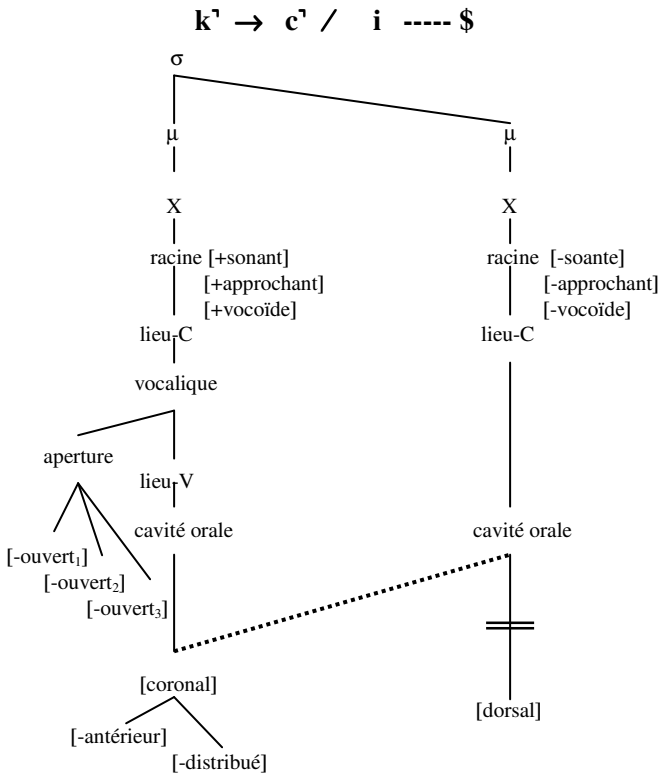 k˺ → c˺ / i ----- $
σ
μ μ
X X
racine [+sonant] racine [-soante]
[+approchant] [-approchant]
[+vocoïde] [-vocoïde]
lieu-C lieu-C
vocalique
aperture
lieu-V
cavité orale cavité orale
[-ouvert₁]
[-ouvert₂]
[-ouvert₃]
[coronal]
[dorsal]
[-antérieur]
[-distribué]